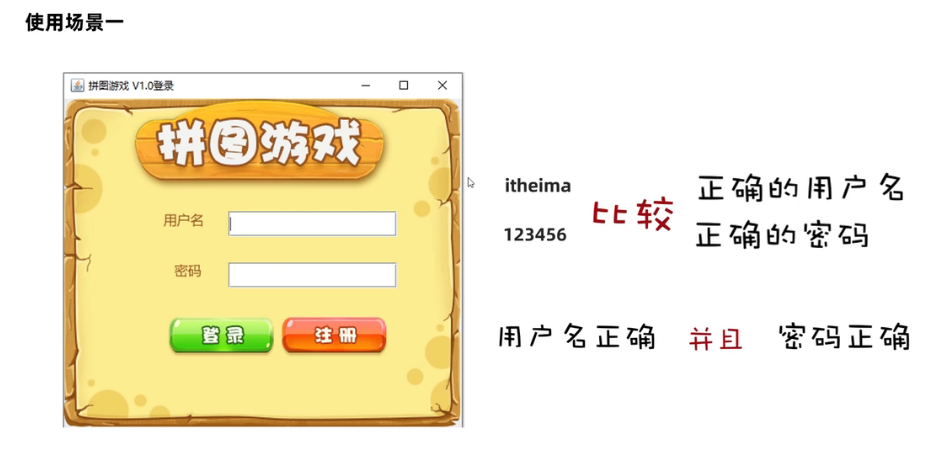 使用场景一
拼图游戏 V1.0登录
拼图游戏
用户名
密码
登录
注册
itheima
123456
比较
正确的用户名
正确的密码
用户名正确 并且 密码正确